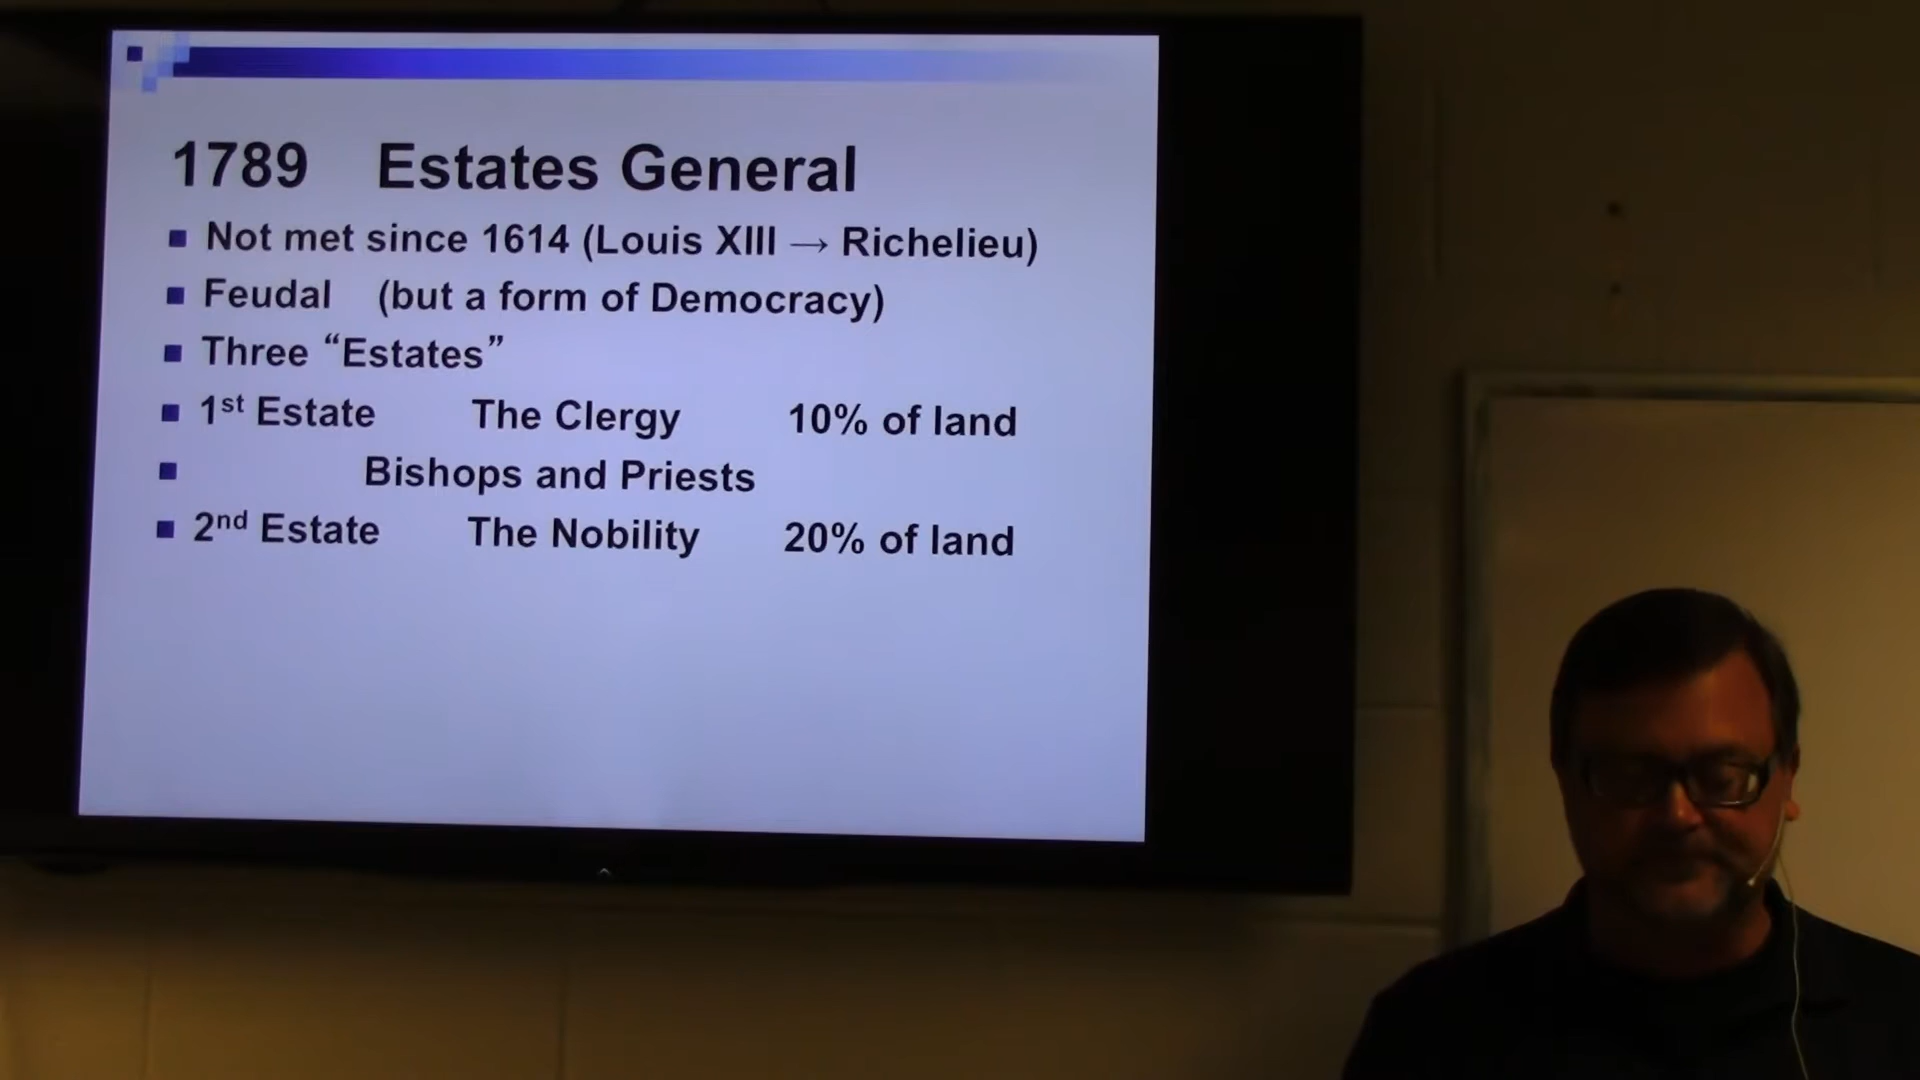 1789 Estates General
Not met since 1614 (Louis XIII → Richelieu)
Feudal (but a form of Democracy)
Three “Estates”
1st Estate The Clergy 10% of land
Bishops and Priests
2nd Estate The Nobility 20% of land